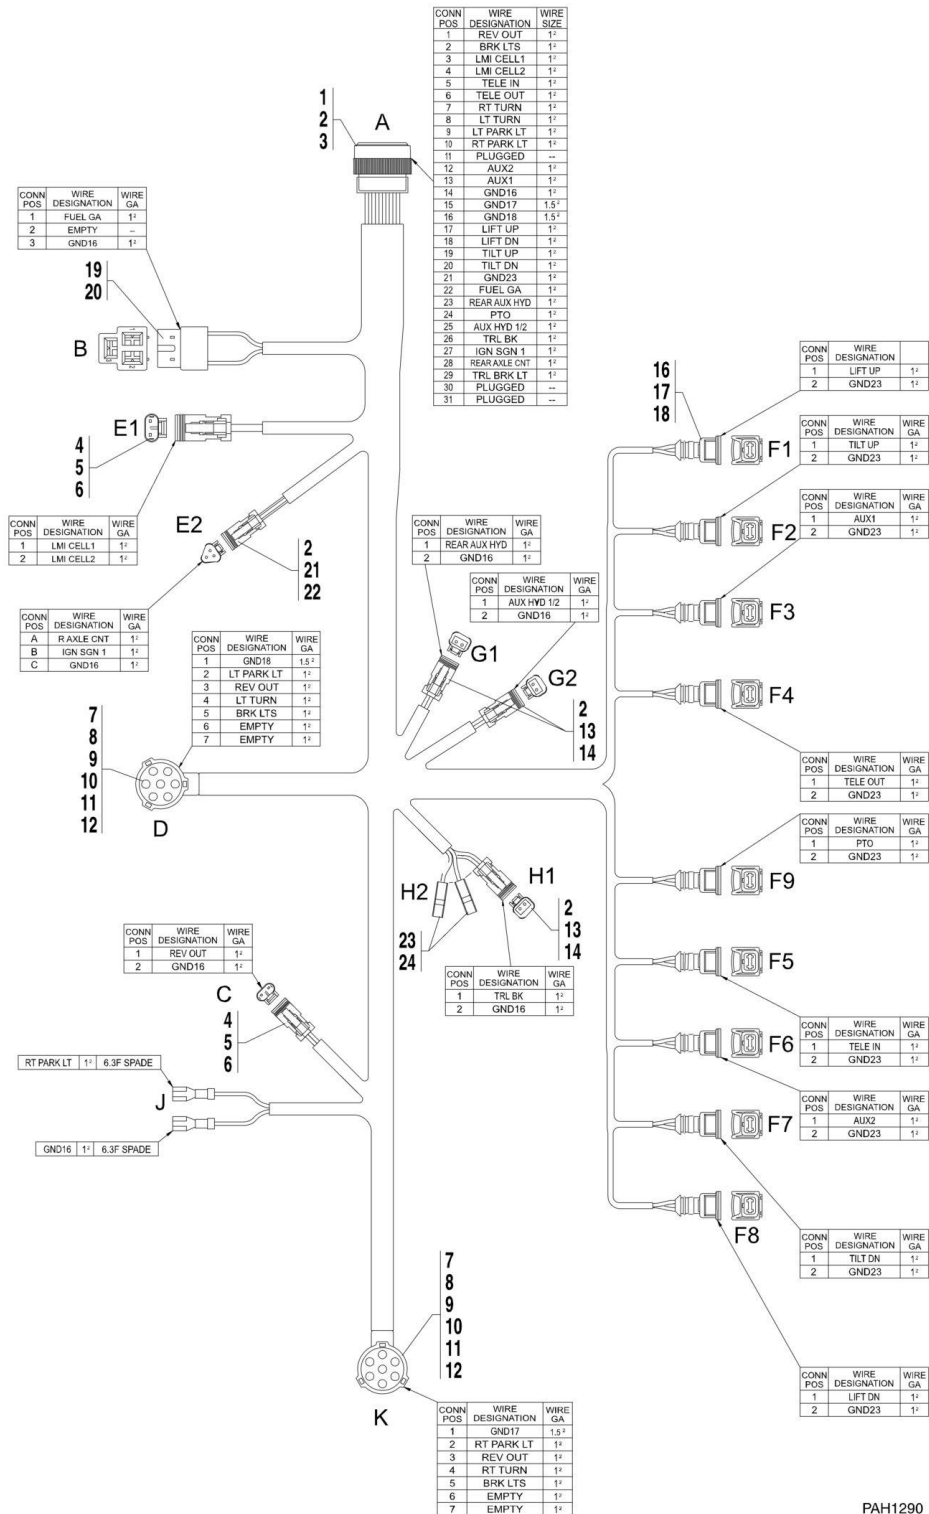 CONN POS WIRE DESIGNATION WIRE SIZE
1 REV OUT 1²
2 BRK LTS 1²
3 LMI CELL1 1²
4 LMI CELL2 1²
5 TELE IN 1²
6 TELE OUT 1²
7 RT TURN 1²
8 LT TURN 1²
9 LT PARK LT 1²
10 RT PARK LT 1²
11 PLUGGED --
12 AUX2 1²
13 AUX1 1²
14 GND16 1²
15 GND17 1.5²
16 GND18 1.5²
17 LIFT UP 1²
18 LIFT DN 1²
19 TILT UP 1²
20 TILT DN 1²
21 GND23 1²
22 FUEL GA 1²
23 REAR AUX HYD 1²
24 PTO 1²
25 AUX HYD 1/2 1²
26 TRL BK 1²
27 IGN SGN 1 1²
28 REAR AXLE CNT 1²
29 TRL BRK LT 1²
30 PLUGGED --
31 PLUGGED --
1
2
3
A
CONN POS WIRE DESIGNATION WIRE GA
1 FUEL GA 1²
2 EMPTY --
3 GND16 1²
19
20
B
E1
4
5
6
CONN POS WIRE DESIGNATION WIRE GA
1 LMI CELL1 1²
2 LMI CELL2 1²
E2
2
21
22
CONN POS WIRE DESIGNATION WIRE GA
A R AXLE CNT 1²
B IGN SGN 1 1²
C GND16 1²
CONN POS WIRE DESIGNATION WIRE GA
1 GND18 1.5²
2 LT PARK LT 1²
3 REV OUT 1²
4 LT TURN 1²
5 BRK LTS 1²
6 EMPTY 1²
7 EMPTY 1²
7
8
9
10
11
12
D
CONN POS WIRE DESIGNATION WIRE GA
1 REAR AUX HYD 1²
2 GND16 1²
CONN POS WIRE DESIGNATION WIRE GA
1 AUX HYD 1/2 1²
2 GND16 1²
G1
G2
2
13
14
16
17
18
CONN POS WIRE DESIGNATION
1 LIFT UP 1²
2 GND23 1²
F1
CONN POS WIRE DESIGNATION WIRE GA
1 TILT UP 1²
2 GND23 1²
F2
CONN POS WIRE DESIGNATION WIRE GA
1 AUX1 1²
2 GND23 1²
F3
F4
CONN POS WIRE DESIGNATION WIRE GA
1 TELE OUT 1²
2 GND23 1²
CONN POS WIRE DESIGNATION WIRE GA
1 PTO 1²
2 GND23 1²
F9
F5
CONN POS WIRE DESIGNATION WIRE GA
1 TELE IN 1²
2 GND23 1²
F6
CONN POS WIRE DESIGNATION WIRE GA
1 AUX2 1²
2 GND23 1²
F7
F8
CONN POS WIRE DESIGNATION WIRE GA
1 TILT DN 1²
2 GND23 1²
CONN POS WIRE DESIGNATION WIRE GA
1 LIFT DN 1²
2 GND23 1²
H2
H1
23
24
2
13
14
CONN POS WIRE DESIGNATION WIRE GA
1 TRL BK 1²
2 GND16 1²
CONN POS WIRE DESIGNATION WIRE GA
1 REV OUT 1²
2 GND16 1²
C
4
5
6
RT PARK LT 1² 6.3F SPADE
J
GND16 1² 6.3F SPADE
7
8
9
10
11
12
K
CONN POS WIRE DESIGNATION WIRE GA
1 GND17 1.5²
2 RT PARK LT 1²
3 REV OUT 1²
4 RT TURN 1²
5 BRK LTS 1²
6 EMPTY 1²
7 EMPTY 1²
PAH1290